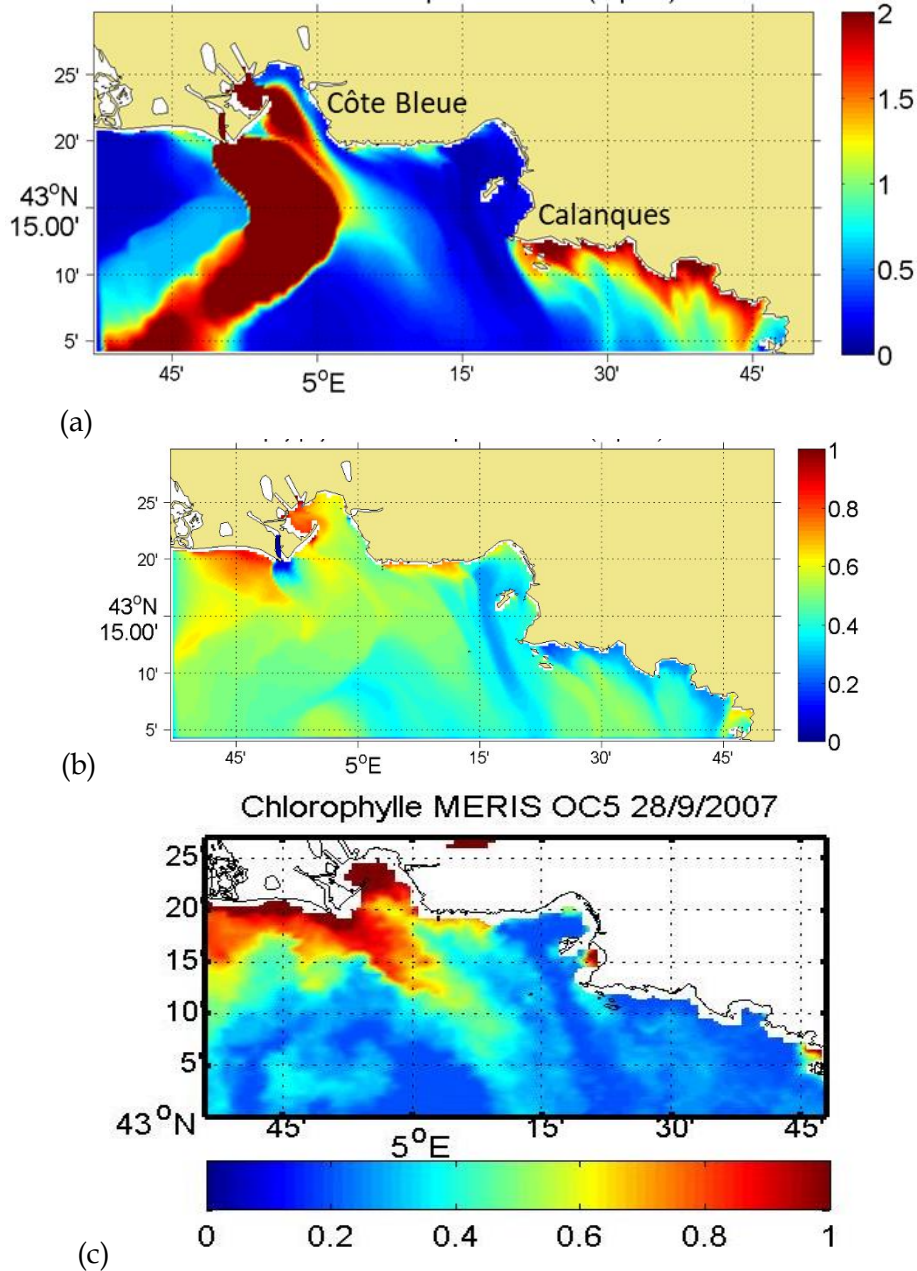 2
25'
Côte Bleue
1.5
20'
43°N
15.00'
Calanques
1
10'
0.5
5'
0
45' 5°E 15' 30' 45'
(a)
1
25'
0.8
20'
0.6
43°N
15.00'
0.4
10'
0.2
5'
0
45' 5°E 15' 30' 45'
(b)
Chlorophylle MERIS OC5 28/9/2007
25'
20'
15'
10'
5'
43°N
45' 5°E 15' 30' 45'
0 0.2 0.4 0.6 0.8 1
(c)